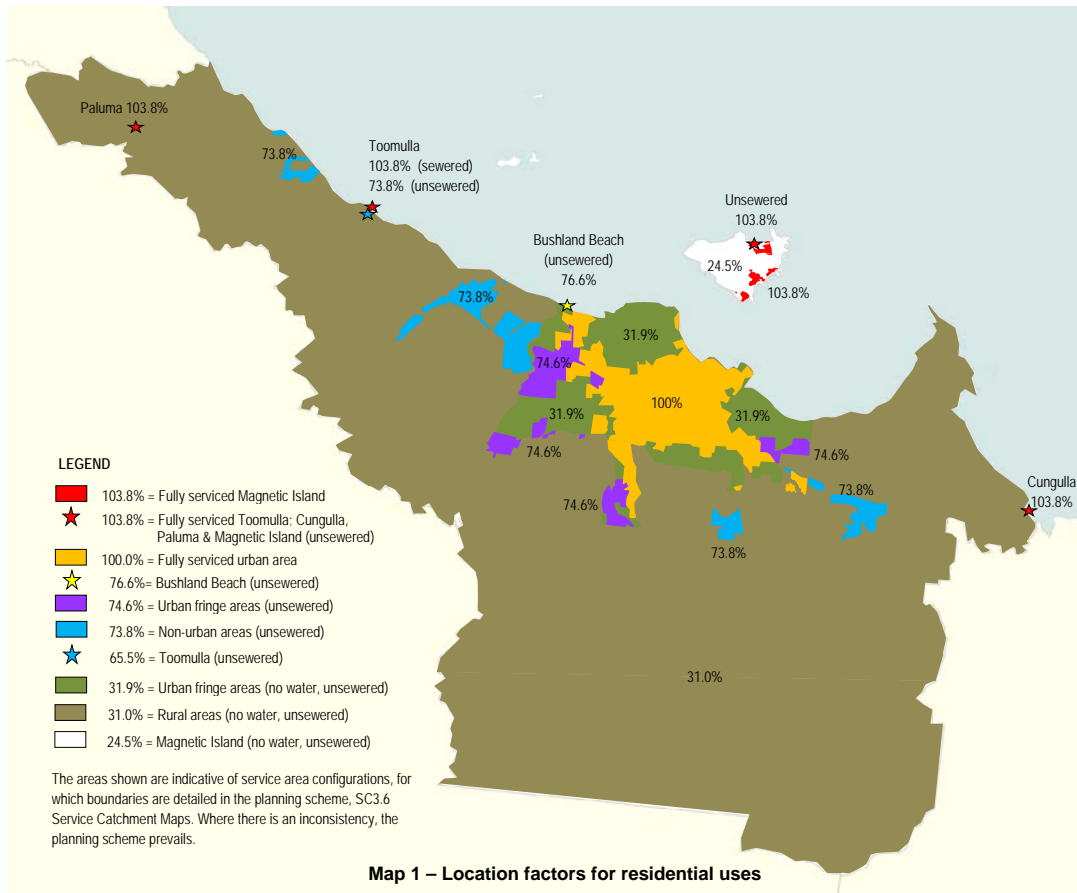 Paluma 103.8%
73.8%
Toomulla
103.8% (sewered)
73.8% (unsewered)
Unsewered
103.8%
Bushland Beach
(unsewered)
76.6%
24.5%
103.8%
73.8%
31.9%
74.6%
100%
31.9%
31.9%
74.6%
74.6%
Cungulla
103.8%
73.8%
74.6%
73.8%
31.0%
LEGEND
103.8% = Fully serviced Magnetic Island
103.8% = Fully serviced Toomulla; Cungulla,
Paluma & Magnetic Island (unsewered)
100.0% = Fully serviced urban area
76.6%= Bushland Beach (unsewered)
74.6% = Urban fringe areas (unsewered)
73.8% = Non-urban areas (unsewered)
65.5% = Toomulla (unsewered)
31.9% = Urban fringe areas (no water, unsewered)
31.0% = Rural areas (no water, unsewered)
24.5% = Magnetic Island (no water, unsewered)
The areas shown are indicative of service area configurations, for
which boundaries are detailed in the planning scheme, SC3.6
Service Catchment Maps. Where there is an inconsistency, the
planning scheme prevails.
Map 1 – Location factors for residential uses